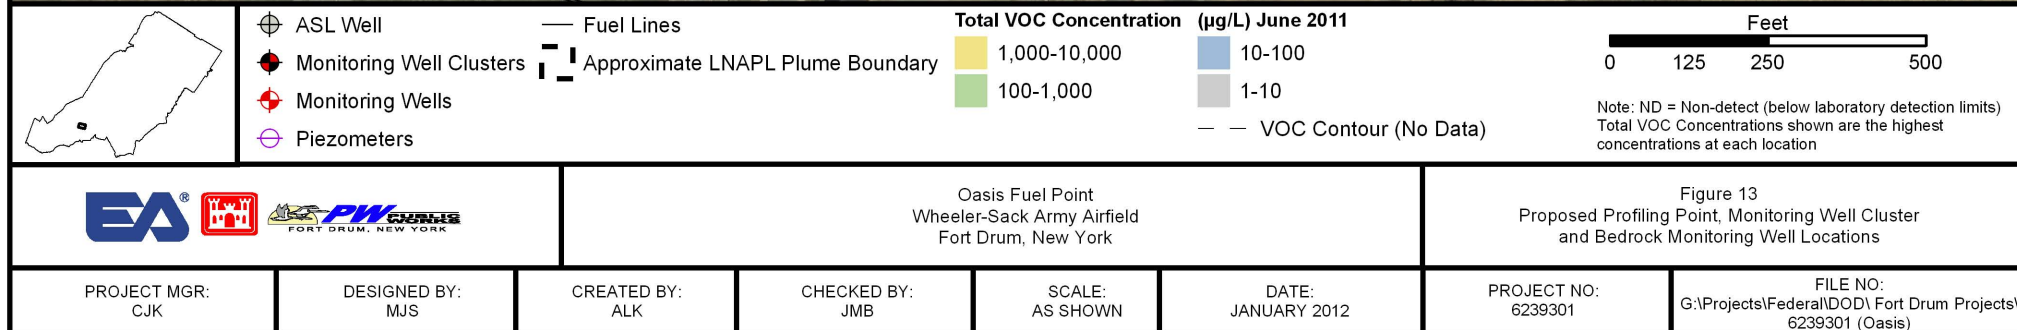 ASL Well
Monitoring Well Clusters
Monitoring Wells
Piezometers
Fuel Lines
Approximate LNAPL Plume Boundary
Total VOC Concentration (µg/L) June 2011
1,000-10,000
100-1,000
10-100
1-10
VOC Contour (No Data)
Feet
0 125 250 500
Note: ND = Non-detect (below laboratory detection limits)
Total VOC Concentrations shown are the highest
concentrations at each location
EA®
PW PUBLIC
WORKS
FORT DRUM, NEW YORK
Oasis Fuel Point
Wheeler-Sack Army Airfield
Fort Drum, New York
Figure 13
Proposed Profiling Point, Monitoring Well Cluster
and Bedrock Monitoring Well Locations
PROJECT MGR:
CJK
DESIGNED BY:
MJS
CREATED BY:
ALK
CHECKED BY:
JMB
SCALE:
AS SHOWN
DATE:
JANUARY 2012
PROJECT NO:
6239301
FILE NO:
G:\Projects\Federal\DOD\ Fort Drum Projects\
6239301 (Oasis)